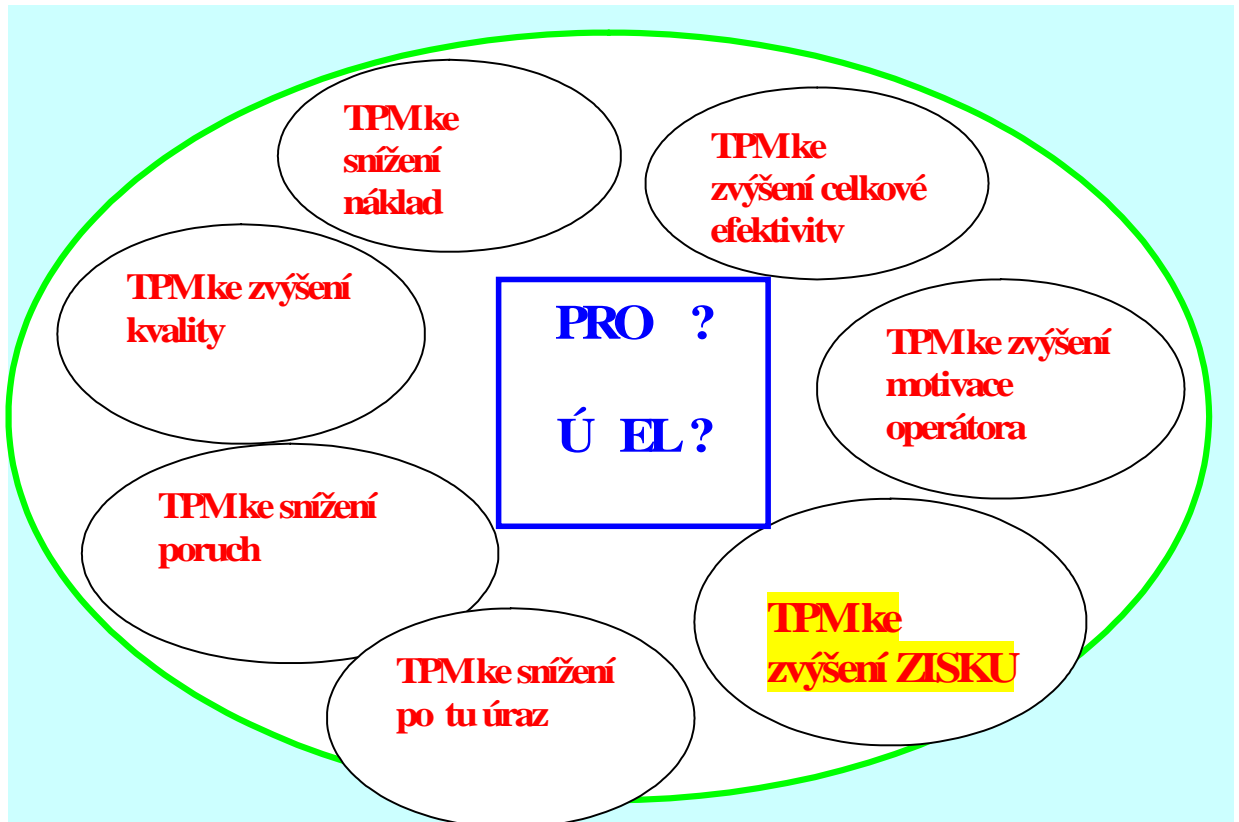 TPM ke
snížení
náklad
TPM ke
zvýšení celkové
efektivity
TPM ke zvýšení
kvality
PRO ?
Ú EL ?
TPM ke zvýšení
motivace
operátora
TPM ke snížení
poruch
TPM ke
zvýšení ZISKU
TPM ke snížení
po tu úraz